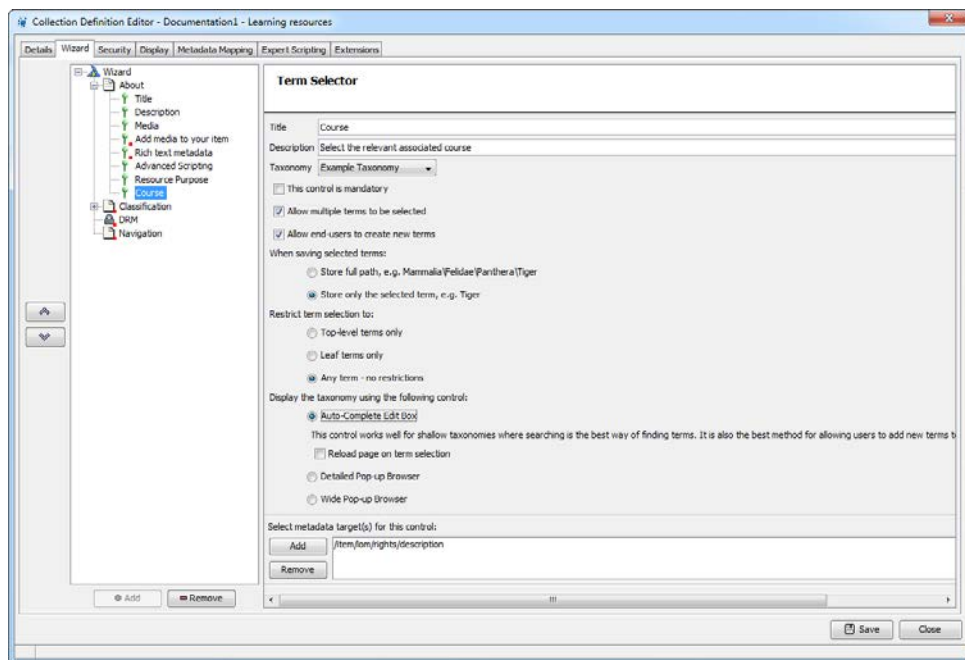 Collection Definition Editor - Documentation1 - Learning resources
Details Wizard Security Display Metadata Mapping Expert Scripting Extensions
Wizard
About
Title
Description
Media
Add media to your item
Rich text metadata
Advanced Scripting
Resource Purpose
Course
Classification
DRM
Navigation
Add
Remove
Term Selector
Title Course
Description Select the relevant associated course
Taxonomy Example Taxonomy
This control is mandatory
Allow multiple terms to be selected
Allow end-users to create new terms
When saving selected terms:
Store full path, e.g. Mammalia\Felidae\Panthera\Tiger
Store only the selected term, e.g. Tiger
Restrict term selection to:
Top-level terms only
Leaf terms only
Any term - no restrictions
Display the taxonomy using the following control:
Auto-Complete Edit Box
This control works well for shallow taxonomies where searching is the best way of finding terms. It is also the best method for allowing users to add new terms t
Reload page on term selection
Detailed Pop-up Browser
Wide Pop-up Browser
Select metadata target(s) for this control:
Add /item/lom/rights/description
Remove
Save Close